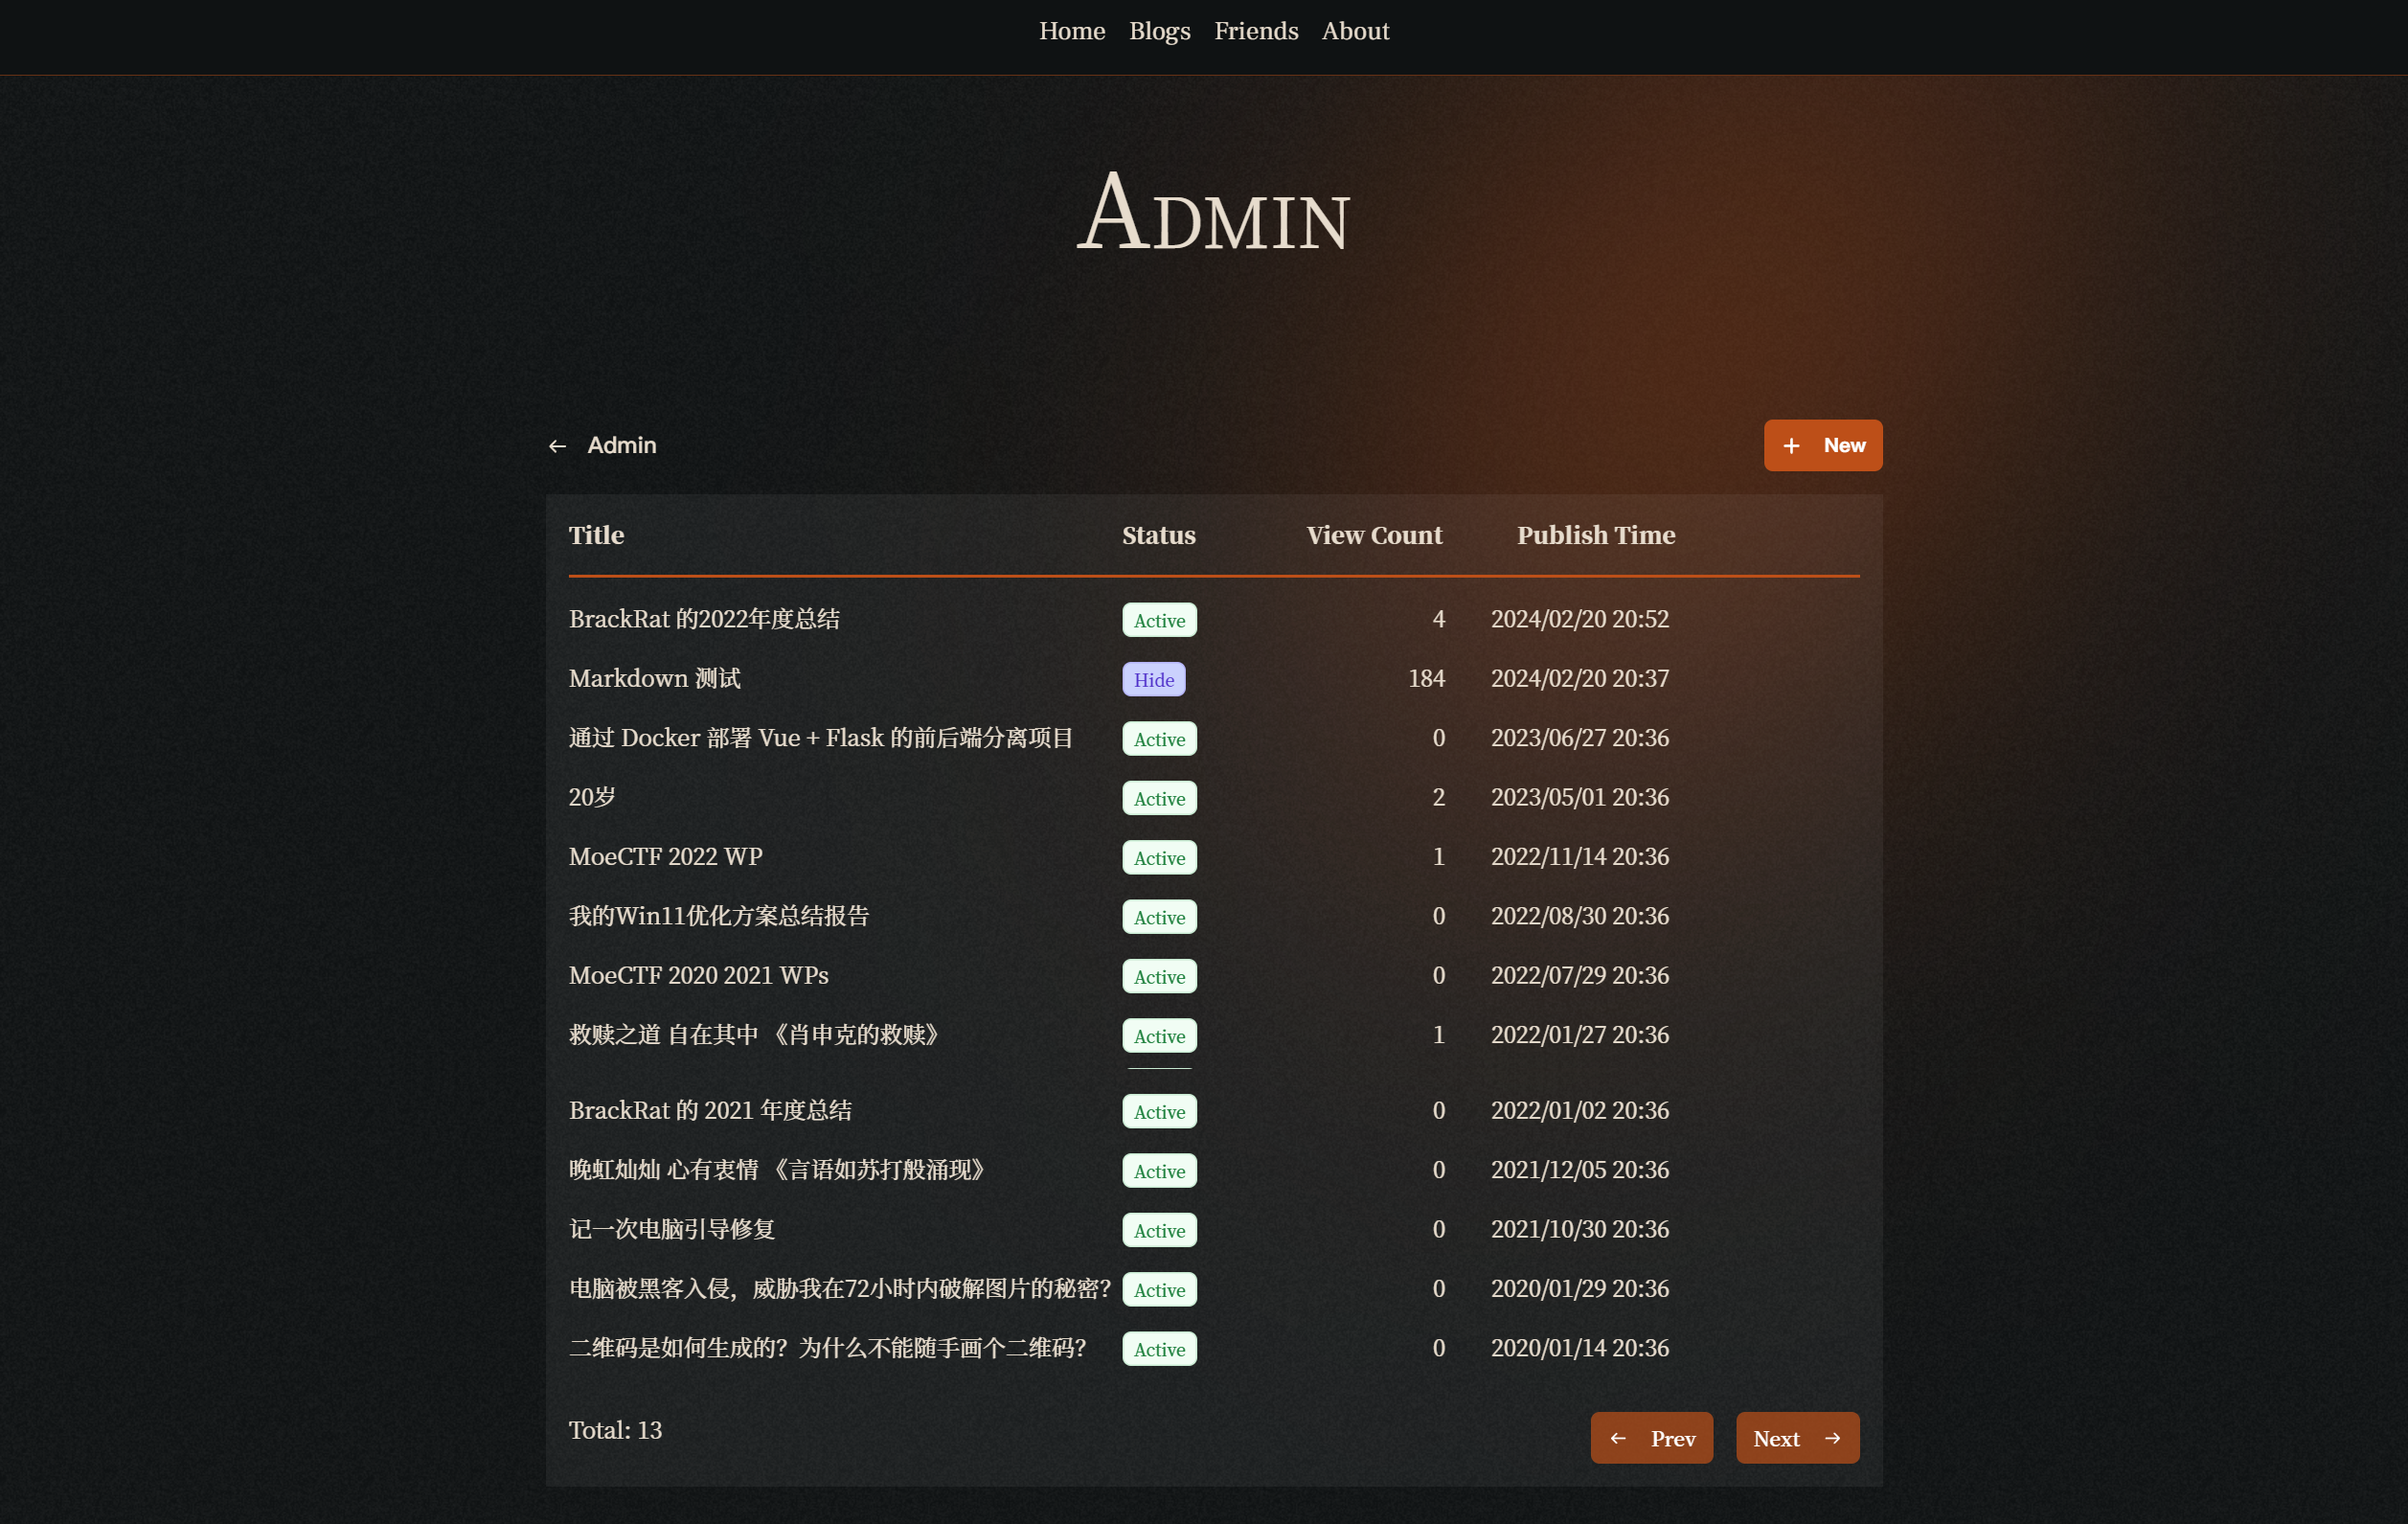 Home Blogs Friends About
Admin
← Admin
+ New
Title Status View Count Publish Time
BrackRat 的2022年度总结 Active 4 2024/02/20 20:52
Markdown 测试 Hide 184 2024/02/20 20:37
通过 Docker 部署 Vue + Flask 的前后端分离项目 Active 0 2023/06/27 20:36
20岁 Active 2 2023/05/01 20:36
MoeCTF 2022 WP Active 1 2022/11/14 20:36
我的Win11优化方案总结报告 Active 0 2022/08/30 20:36
MoeCTF 2020 2021 WPs Active 0 2022/07/29 20:36
救赎之道 自在其中 《肖申克的救赎》 Active 1 2022/01/27 20:36
BrackRat 的 2021 年度总结 Active 0 2022/01/02 20:36
晚虹灿灿 心有衷情 《言语如苏打般涌现》 Active 0 2021/12/05 20:36
记一次电脑引导修复 Active 0 2021/10/30 20:36
电脑被黑客入侵，威胁我在72小时内破解图片的秘密？ Active 0 2020/01/29 20:36
二维码是如何生成的？为什么不能随手画个二维码？ Active 0 2020/01/14 20:36
Total: 13
← Prev Next →